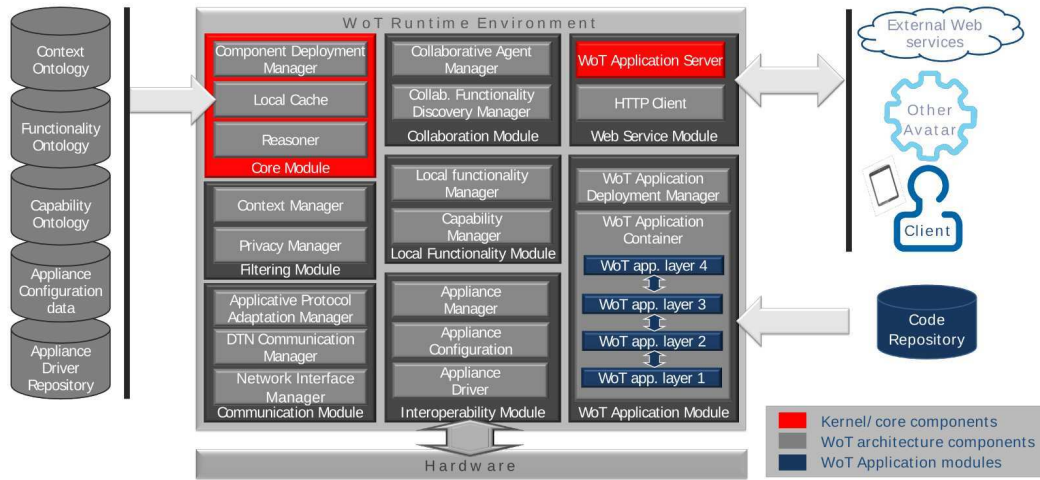 Context
Ontology
Functionality
Ontology
Capability
Ontology
Appliance
Configuration
data
Appliance
Driver
Repository
WoT Runtime Environment
Component Deployment
Manager
Local Cache
Reasoner
Core Module
Context Manager
Privacy Manager
Filtering Module
Applicative Protocol
Adaptation Manager
DTN Communication
Manager
Network Interface
Manager
Communication Module
Collaborative Agent
Manager
Collab. Functionality
Discovery Manager
Collaboration Module
Local functionality
Manager
Capability
Manager
Local Functionality Module
Appliance
Manager
Appliance
Configuration
Appliance
Driver
Interoperability Module
WoT Application Server
HTTP Client
Web Service Module
WoT Application
Deployment Manager
WoT Application
Container
WoT app. layer 4
WoT app. layer 3
WoT app. layer 2
WoT app. layer 1
WoT Application Module
Hardware
External Web
services
Other
Avatar
Client
Code
Repository
Kernel/ core components
WoT architecture components
WoT Application modules